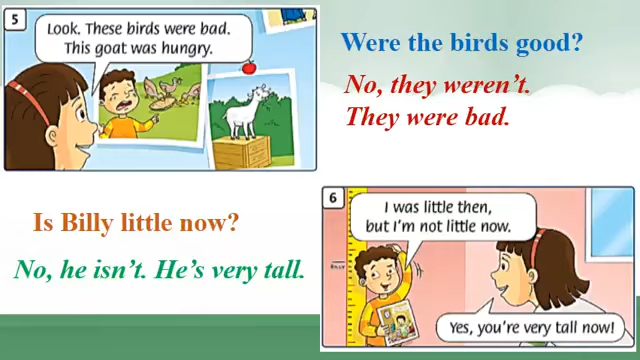 5
Look. These birds were bad.
This goat was hungry.
Were the birds good?
No, they weren't.
They were bad.
Is Billy little now?
No, he isn't. He's very tall.
6
I was little then,
but I'm not little now.
BILLY
Yes, you're very tall now!